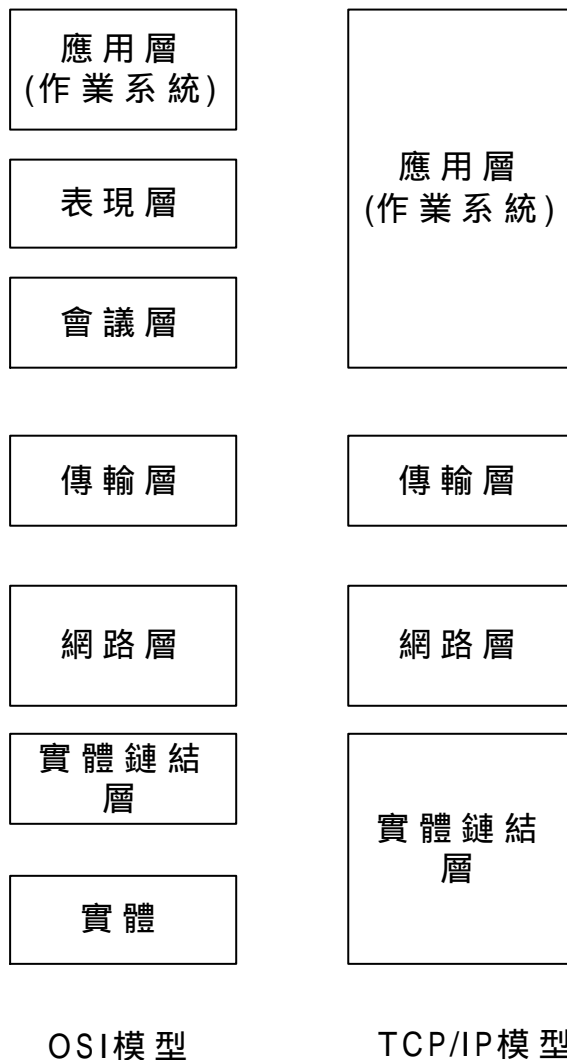 應用層
(作業系統)
表現層
會議層
傳輸層
網路層
實體鏈結
層
實體
OSI模型
應用層
(作業系統)
傳輸層
網路層
實體鏈結
層
TCP/IP模型